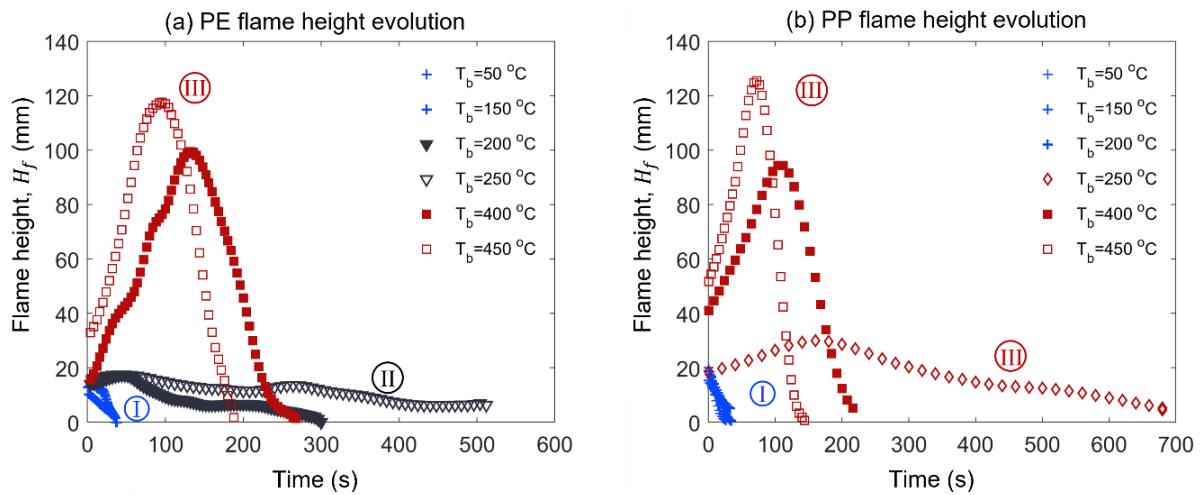 (a) PE flame height evolution
140
120
100
80
60
40
20
0
Flame height, H_f (mm)
0 100 200 300 400 500 600
Time (s)
III
II
I
T_b=50 °C
T_b=150 °C
T_b=200 °C
T_b=250 °C
T_b=400 °C
T_b=450 °C
(b) PP flame height evolution
140
120
100
80
60
40
20
0
Flame height, H_f (mm)
0 100 200 300 400 500 600 700
Time (s)
III
III
I
T_b=50 °C
T_b=150 °C
T_b=200 °C
T_b=250 °C
T_b=400 °C
T_b=450 °C